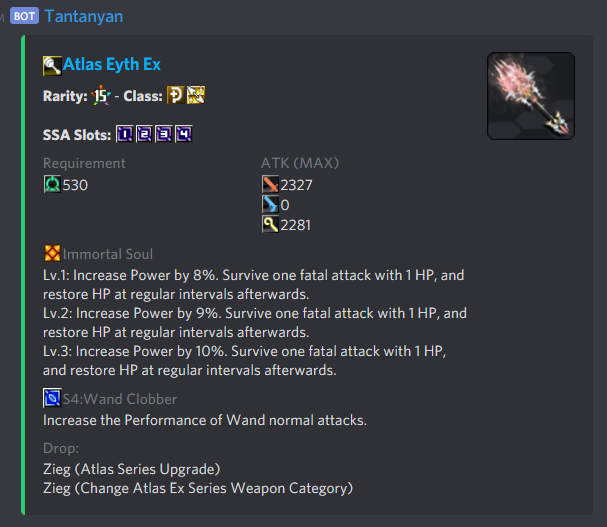 BOT Tantanyan
Atlas Eyth Ex
Rarity: 15 - Class:
SSA Slots: 1 2 3 4
Requirement
530
ATK (MAX)
2327
0
2281
Immortal Soul
Lv.1: Increase Power by 8%. Survive one fatal attack with 1 HP, and
restore HP at regular intervals afterwards.
Lv.2: Increase Power by 9%. Survive one fatal attack with 1 HP, and
restore HP at regular intervals afterwards.
Lv.3: Increase Power by 10%. Survive one fatal attack with 1 HP,
and restore HP at regular intervals afterwards.
S4:Wand Clobber
Increase the Performance of Wand normal attacks.
Drop:
Zieg (Atlas Series Upgrade)
Zieg (Change Atlas Ex Series Weapon Category)